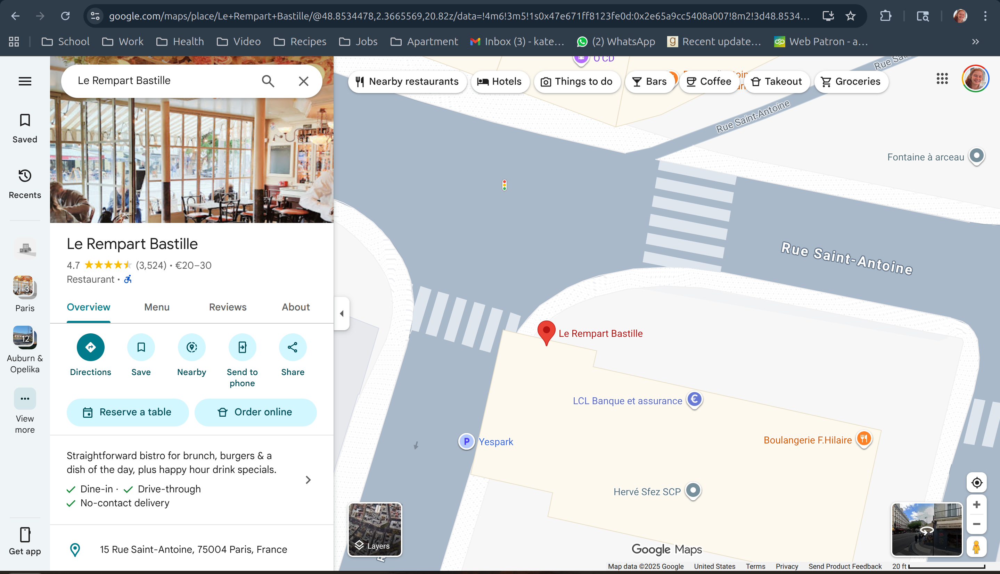 google.com/maps/place/Le+Rempart+Bastille/@48.8534478,2.3665569,20.82z/data=!4m6!3m5!1s0x47e671ff8123fe0d:0x2e65a9cc5408a007!8m2!3d48.8534...
School
Work
Health
Video
Recipes
Jobs
Apartment
Inbox (3) - kate...
(2) WhatsApp
Recent update...
Web Patron - a...
Saved
Recents
3
Paris
12
Auburn &
Opelika
View
more
Get app
Le Rempart Bastille
Le Rempart Bastille
4.7 (3,524) · €20–30
Restaurant ·
Overview
Menu
Reviews
About
Directions
Save
Nearby
Send to
phone
Share
Reserve a table
Order online
Straightforward bistro for brunch, burgers & a
dish of the day, plus happy hour drink specials.
Dine-in · Drive-through
No-contact delivery
15 Rue Saint-Antoine, 75004 Paris, France
O'CD
Nearby restaurants
Hotels
Things to do
Bars
Coffee
Takeout
Groceries
Rue Saint-Antoine
Fontaine à arceau
Rue Saint-Antoine
Le Rempart Bastille
LCL Banque et assurance
€
P Yespark
Boulangerie F.Hilaire
Hervé Sfez SCP
Layers
Google Maps
Map data ©2025 Google
United States
Terms
Privacy
Send Product Feedback
20 ft